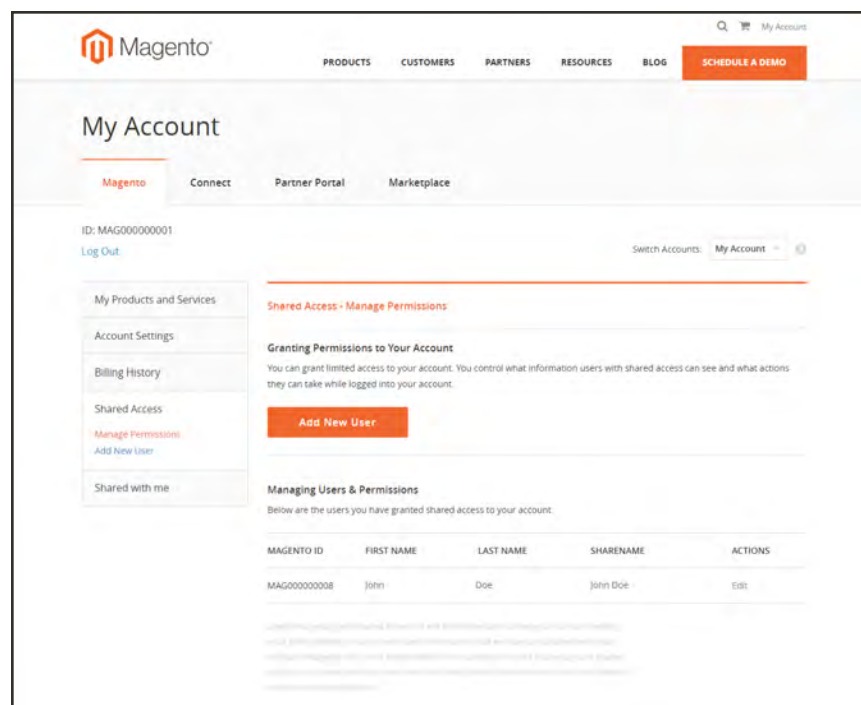 My Account
Magento
PRODUCTS CUSTOMERS PARTNERS RESOURCES BLOG SCHEDULE A DEMO
My Account
Magento Connect Partner Portal Marketplace
ID: MAG000000001
Log Out
Switch Accounts: My Account
My Products and Services
Account Settings
Billing History
Shared Access
Manage Permissions
Add New User
Shared with me
Shared Access - Manage Permissions
Granting Permissions to Your Account
You can grant limited access to your account. You control what information users with shared access can see and what actions
they can take while logged into your account.
Add New User
Managing Users & Permissions
Below are the users you have granted shared access to your account.
MAGENTO ID FIRST NAME LAST NAME SHARENAME ACTIONS
MAG000000008 John Doe John Doe Edit